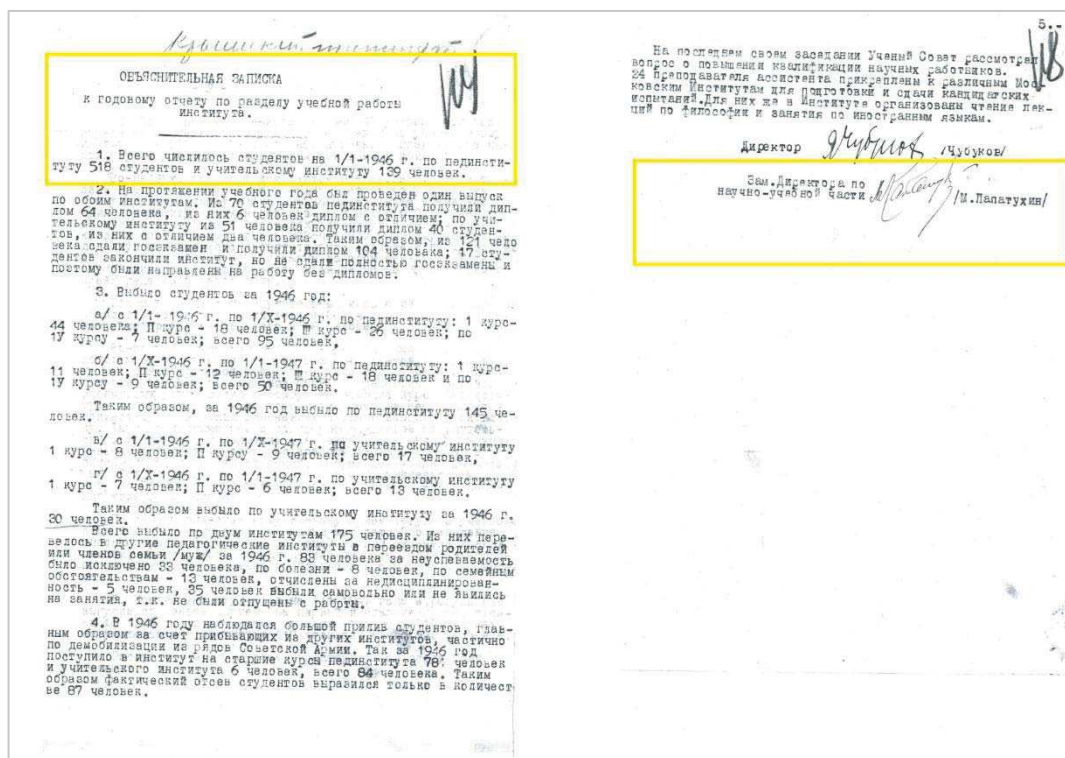 Крымский институт
ОБЪЯСНИТЕЛЬНАЯ ЗАПИСКА
к годовому отчету по разделу учебной работы
института.
1. Всего числилось студентов на 1/1-1946 г. по пединсти-
туту 518 студентов и учительскому институту 139 человек.
2. На протяжении учебного года был проведен один выпуск
по обоим институтам. Из 70 студентов пединститута получили дип-
лом 64 человека, из них 6 человек диплом с отличием; по учи-
тельскому институту из 51 человека получили диплом 40 студен-
тов, из них с отличием два человека. Таким образом, из 121 чело
века сдали госэкзамен и получили диплом 104 человека; 17 сту-
дентов закончили институт, но не сдали полностью госэкзамены и
поэтому были направлены на работу без дипломов.
3. Выбыло студентов за 1946 год:
а/ с 1/1- 1946 г. по 1/X-1946 г. по пединституту: 1 курс-
44 человека; П курс - 18 человек; Ш курс - 26 человек; по
1У курсу - 7 человек; всего 95 человек,
б/ с 1/X-1946 г. по 1/1-1947 г. по пединституту: 1 курс-
11 человек; П курс - 12 человек; Ш курс - 18 человек и по
1У курсу - 9 человек; всего 50 человек.
Таким образом, за 1946 год выбыло по пединституту 145 че-
ловек.
в/ с 1/1-1946 г. по 1/X-1947 г. по учительскому институту
1 курс - 8 человек; П курсу - 9 человек; всего 17 человек,
г/ с 1/X-1946 г. по 1/1-1947 г. по учительскому институту
1 курс - 7 человек; П курс - 6 человек; всего 13 человек.
Таким образом выбыло по учительскому институту за 1946 г.
30 человек.
Всего выбыло по двум институтам 175 человек. Из них пере-
велось в другие педагогические институты в переездом родителей
или членов семьи /муж/ за 1946 г. 83 человека за неуспеваемость
было исключено 33 человека, по болезни - 8 человек, по семейным
обстоятельствам - 13 человек, отчислены за недисциплинирован-
ность - 5 человек, 35 человек выбыли самовольно или не явились
на занятия, т.к. не были отпущены с работы.
4. В 1946 году наблюдался большой прилив студентов, глав-
ным образом за счет прибывающих из других институтов, частично
по демобилизации из рядов Советской Армии. Так за 1946 год
поступило в институт на старшие курсы пединститута 78 человек
и учительского института 6 человек, всего 84 человека. Таким
образом фактический отсев студентов выразился только в количест
ве 87 человек.
5.-
118
На последнем своем заседании Ученый Совет рассмотрел
вопрос о повышении квалификации научных работников.
24 преподавателя ассистента прикреплены к различным Мос
ковским Институтам для подготовки и сдачи кандидатских
испытаний. Для них же в Институте организованы чтение лек-
ций по философии и занятия по иностранным языкам.
Директор /Чубуков/
Зам.Директора по
научно-учебной части /М.Папатухин/